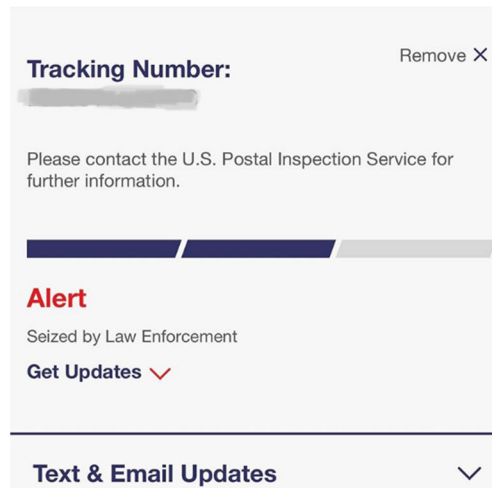 Remove ×
Tracking Number:
Please contact the U.S. Postal Inspection Service for
further information.
Alert
Seized by Law Enforcement
Get Updates
Text & Email Updates